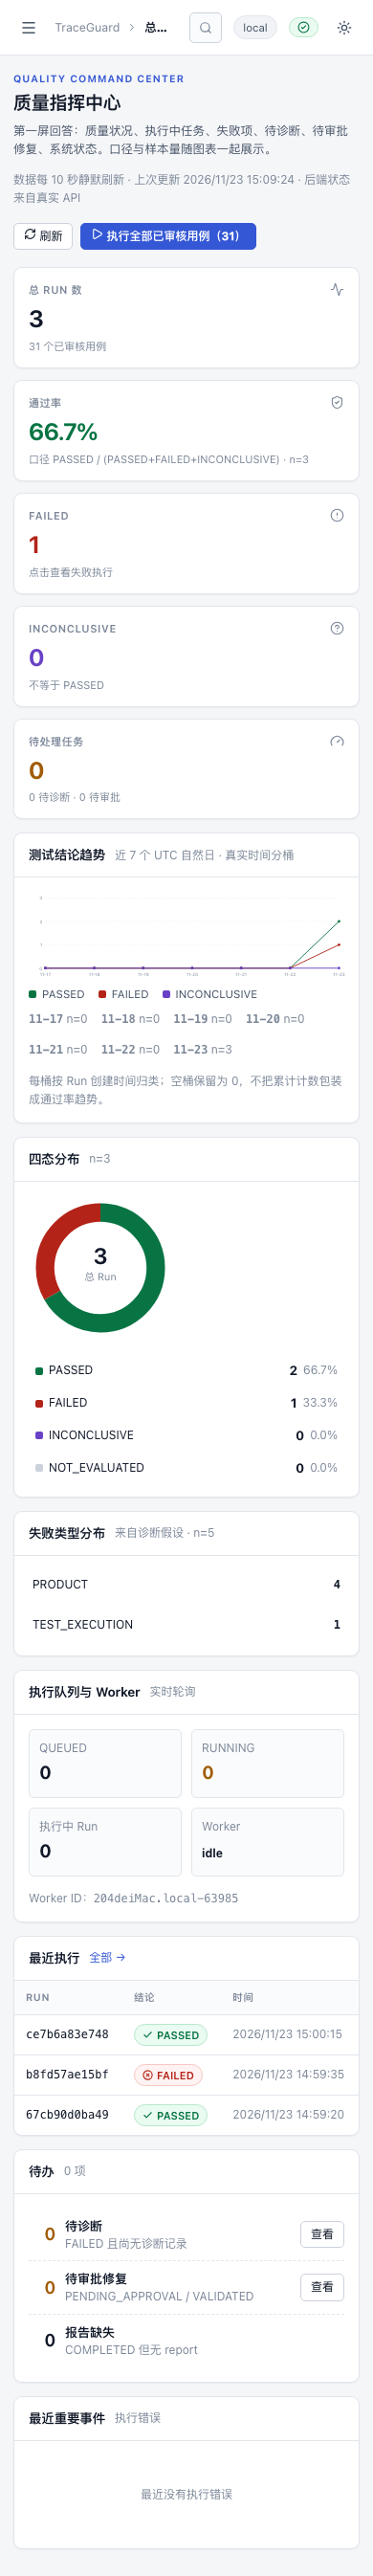 TraceGuard > 总...
local
QUALITY COMMAND CENTER
质量指挥中心
第一屏回答：质量状况、执行中任务、失败项、待诊断、待审批
修复、系统状态。口径与样本量随图表一起展示。
数据每 10 秒静默刷新 · 上次更新 2026/11/23 15:09:24 · 后端状态
来自真实 API
刷新
执行全部已审核用例（31）
总 RUN 数
3
31 个已审核用例
通过率
66.7%
口径 PASSED / (PASSED+FAILED+INCONCLUSIVE) · n=3
FAILED
1
点击查看失败执行
INCONCLUSIVE
0
不等于 PASSED
待处理任务
0
0 待诊断 · 0 待审批
测试结论趋势 近 7 个 UTC 自然日 · 真实时间分桶
11-17 11-18 11-19 11-20 11-21 11-22 11-23
PASSED FAILED INCONCLUSIVE
11-17 n=0 11-18 n=0 11-19 n=0 11-20 n=0
11-21 n=0 11-22 n=0 11-23 n=3
每桶按 Run 创建时间归类；空桶保留为 0，不把累计计数包装
成通过率趋势。
四态分布 n=3
3
总 Run
PASSED 2 66.7%
FAILED 1 33.3%
INCONCLUSIVE 0 0.0%
NOT_EVALUATED 0 0.0%
失败类型分布 来自诊断假设 · n=5
PRODUCT 4
TEST_EXECUTION 1
执行队列与 Worker 实时轮询
QUEUED
0
RUNNING
0
执行中 Run
0
Worker
idle
Worker ID：204deiMac.local-63985
最近执行 全部 →
RUN 结论 时间
ce7b6a83e748 PASSED 2026/11/23 15:00:15
b8fd57ae15bf FAILED 2026/11/23 14:59:35
67cb90d0ba49 PASSED 2026/11/23 14:59:20
待办 0 项
0 待诊断
FAILED 且尚无诊断记录
查看
0 待审批修复
PENDING_APPROVAL / VALIDATED
查看
0 报告缺失
COMPLETED 但无 report
最近重要事件 执行错误
最近没有执行错误